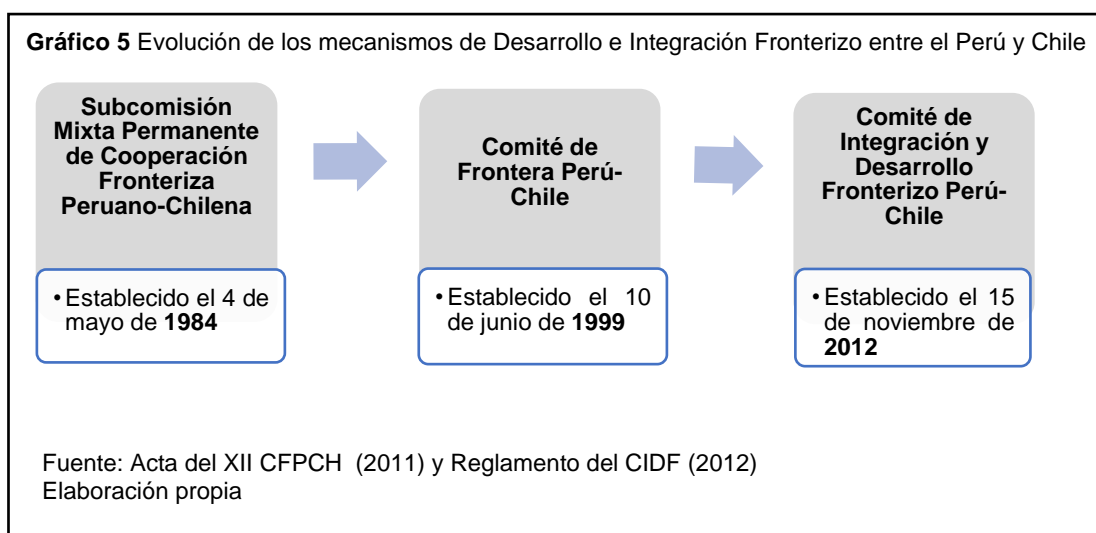 Gráfico 5 Evolución de los mecanismos de Desarrollo e Integración Fronterizo entre el Perú y Chile
Subcomisión
Mixta Permanente
de Cooperación
Fronteriza
Peruano-Chilena
• Establecido el 4 de
mayo de 1984
Comité de
Frontera Perú-
Chile
• Establecido el 10
de junio de 1999
Comité de
Integración y
Desarrollo
Fronterizo Perú-
Chile
• Establecido el 15
de noviembre de
2012
Fuente: Acta del XII CFPCH (2011) y Reglamento del CIDF (2012)
Elaboración propia